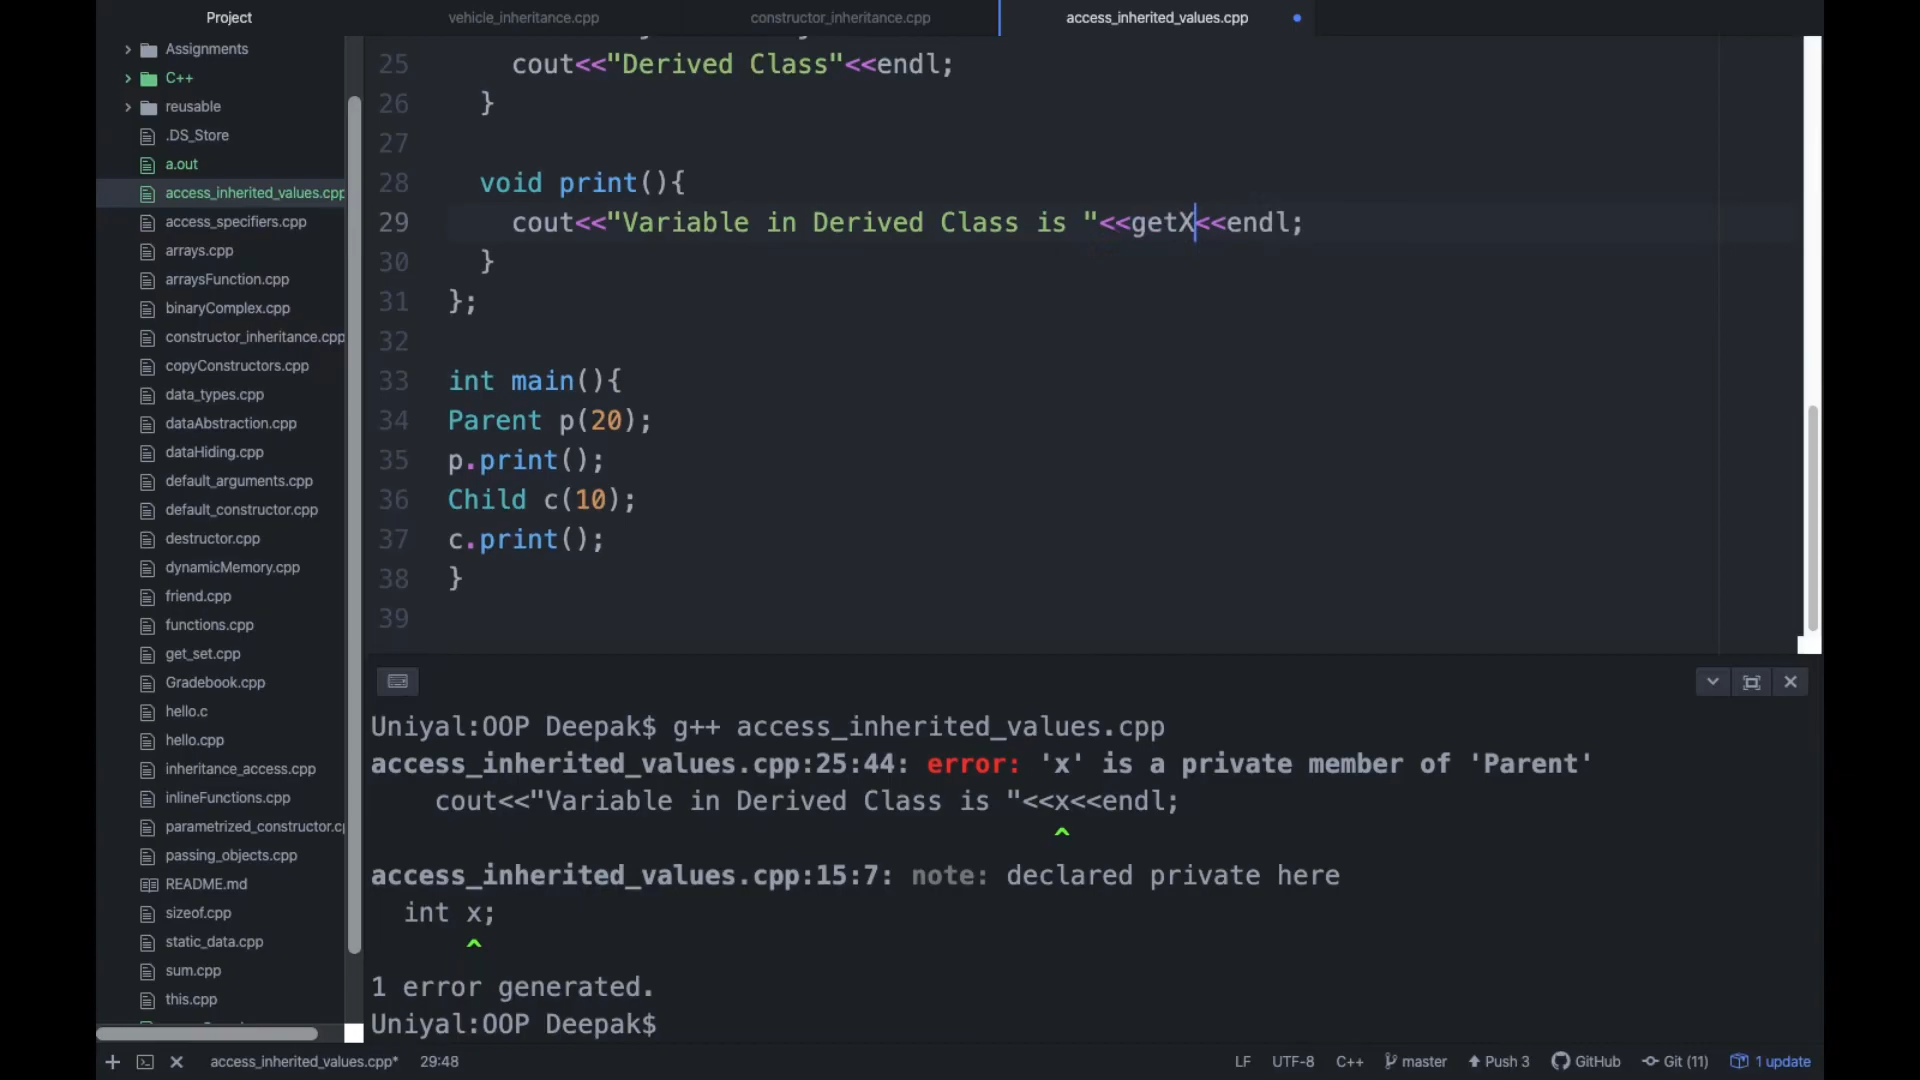 Project
vehicle_inheritance.cpp
constructor_inheritance.cpp
access_inherited_values.cpp
Assignments
C++
reusable
.DS_Store
a.out
access_inherited_values.cpp
access_specifiers.cpp
arrays.cpp
arraysFunction.cpp
binaryComplex.cpp
constructor_inheritance.cpp
copyConstructors.cpp
data_types.cpp
dataAbstraction.cpp
dataHiding.cpp
default_arguments.cpp
default_constructor.cpp
destructor.cpp
dynamicMemory.cpp
friend.cpp
functions.cpp
get_set.cpp
Gradebook.cpp
hello.c
hello.cpp
inheritance_access.cpp
inlineFunctions.cpp
parametrized_constructor.c
passing_objects.cpp
README.md
sizeof.cpp
static_data.cpp
sum.cpp
this.cpp
25 cout<<"Derived Class"<<endl;
26 }
27
28 void print(){
29 cout<<"Variable in Derived Class is "<<getX<<endl;
30 }
31 };
32
33 int main(){
34 Parent p(20);
35 p.print();
36 Child c(10);
37 c.print();
38 }
39
Uniyal:OOP Deepak$ g++ access_inherited_values.cpp
access_inherited_values.cpp:25:44: error: 'x' is a private member of 'Parent'
cout<<"Variable in Derived Class is "<<x<<endl;
^
access_inherited_values.cpp:15:7: note: declared private here
int x;
^
1 error generated.
Uniyal:OOP Deepak$
access_inherited_values.cpp* 29:48 LF UTF-8 C++ master Push 3 GitHub Git (11) 1 update